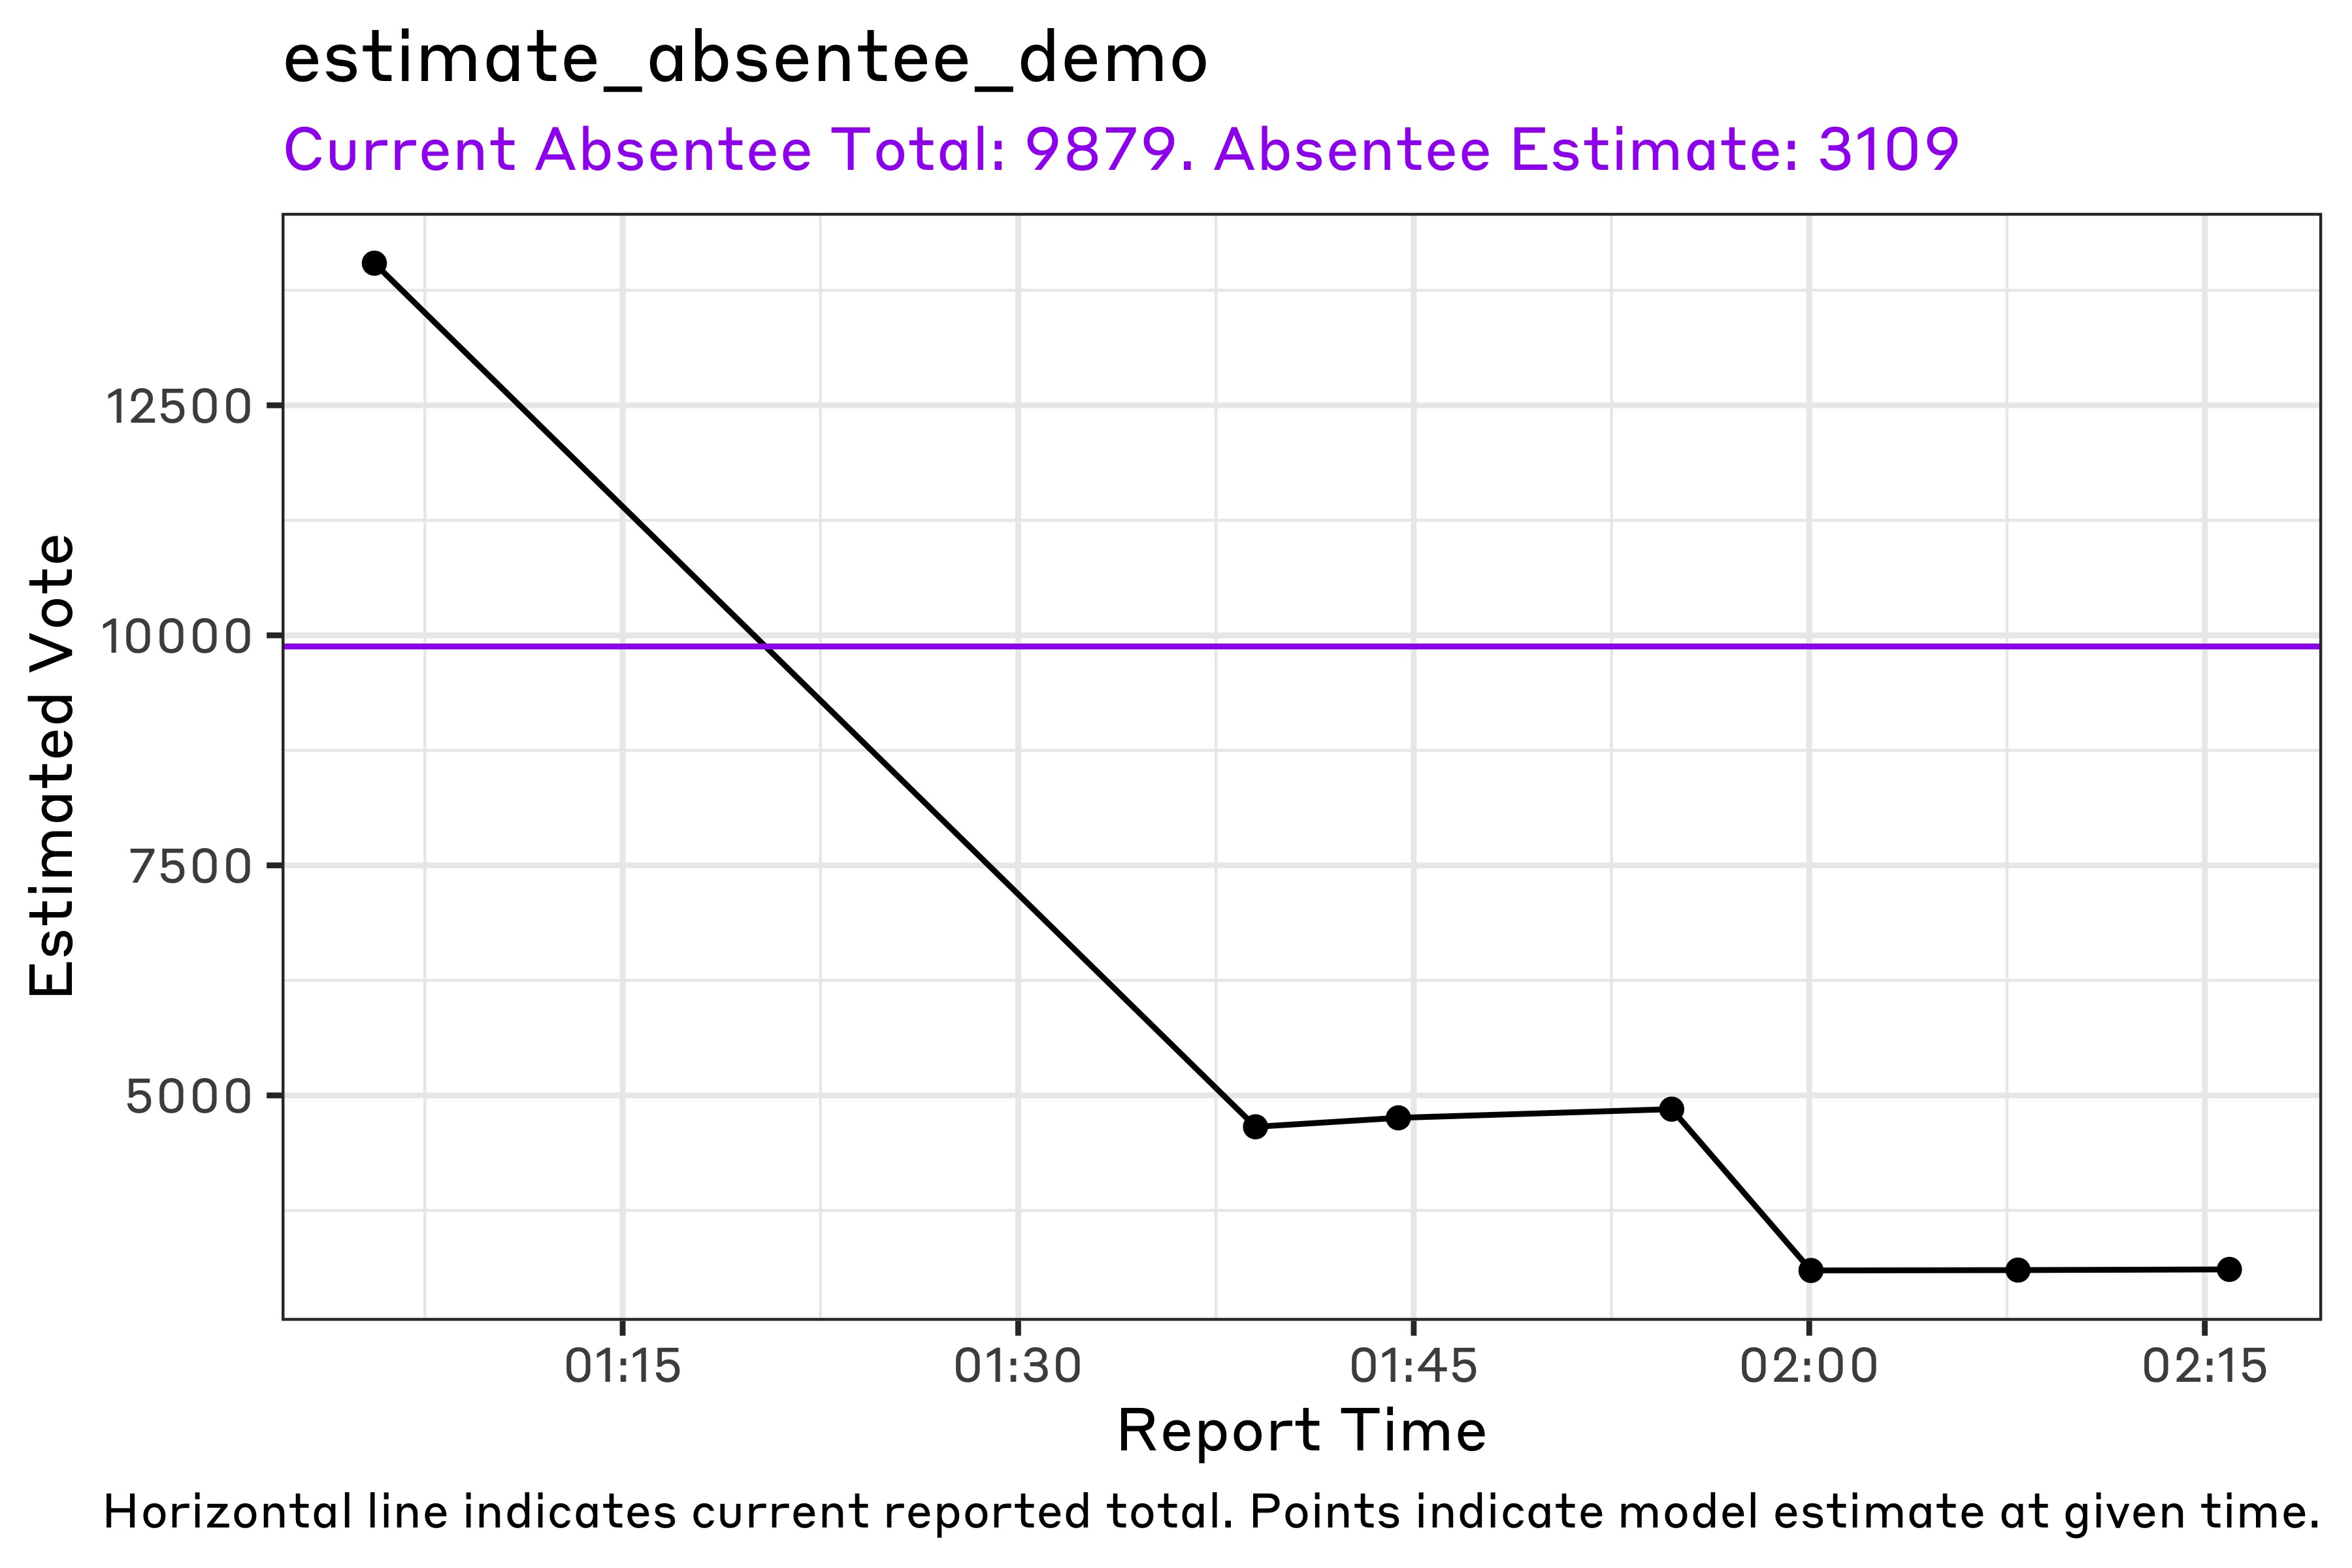 estimate_absentee_demo
Current Absentee Total: 9879. Absentee Estimate: 3109
Estimated Vote
12500
10000
7500
5000
01:15 01:30 01:45 02:00 02:15
Report Time
Horizontal line indicates current reported total. Points indicate model estimate at given time.